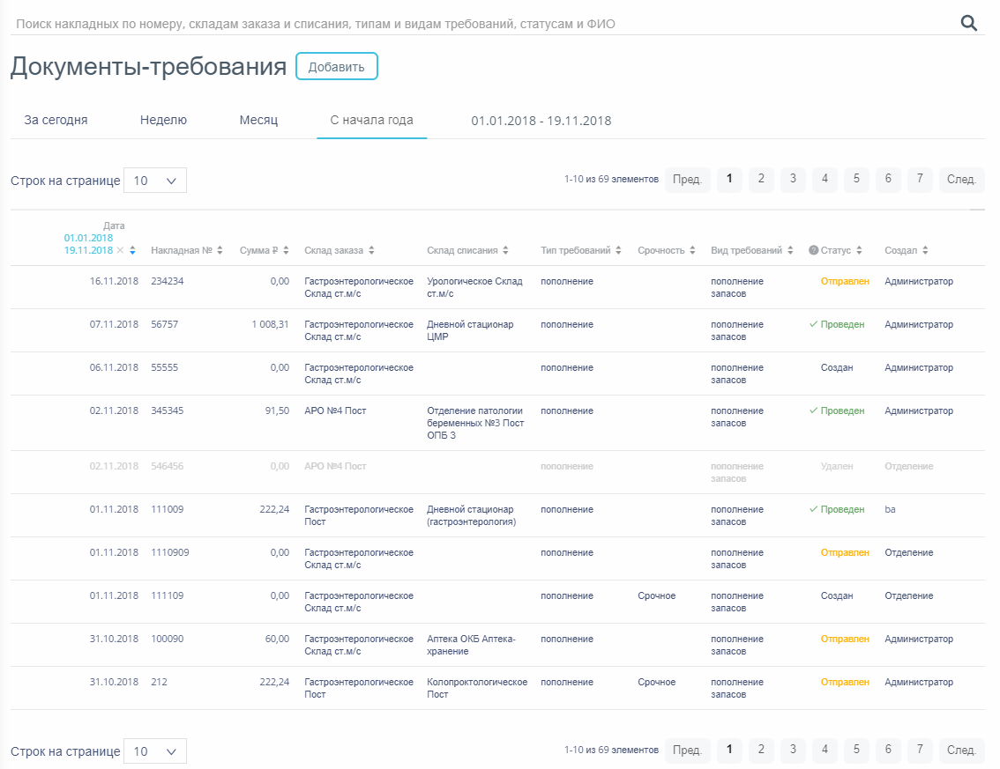 Поиск накладных по номеру, складам заказа и списания, типам и видам требований, статусам и ФИО
Документы-требования Добавить
За сегодня Неделю Месяц С начала года 01.01.2018 - 19.11.2018
Строк на странице 10 1-10 из 69 элементов Пред. 1 2 3 4 5 6 7 След.
Дата
01.01.2018
19.11.2018 × Накладная № Сумма ₽ Склад заказа Склад списания Тип требований Срочность Вид требований ? Статус Создал
16.11.2018 234234 0,00 Гастроэнтерологическое Урологическое Склад пополнение пополнение Отправлен Администратор
Склад ст.м/с ст.м/с запасов
07.11.2018 56757 1 008,31 Гастроэнтерологическое Дневной стационар пополнение пополнение Проведен Администратор
Склад ст.м/с ЦМР запасов
06.11.2018 55555 0,00 Гастроэнтерологическое пополнение пополнение Создан Администратор
Склад ст.м/с запасов
02.11.2018 345345 91,50 АРО №4 Пост Отделение патологии пополнение пополнение Проведен Администратор
беременных №3 Пост запасов
ОПБ 3
02.11.2018 546456 0,00 АРО №4 Пост пополнение пополнение Удален Отделение
запасов
01.11.2018 111009 222,24 Гастроэнтерологическое Дневной стационар пополнение пополнение Проведен ba
Пост (гастроэнтерология) запасов
01.11.2018 1110909 0,00 Гастроэнтерологическое пополнение пополнение Отправлен Отделение
Склад ст.м/с запасов
01.11.2018 111109 0,00 Гастроэнтерологическое пополнение Срочное пополнение Создан Отделение
Склад ст.м/с запасов
31.10.2018 100090 60,00 Гастроэнтерологическое Аптека ОКБ Аптека- пополнение пополнение Отправлен Администратор
Склад ст.м/с хранение запасов
31.10.2018 212 222,24 Гастроэнтерологическое Колопроктологическое пополнение Срочное пополнение Отправлен Администратор
Пост Пост запасов
Строк на странице 10 1-10 из 69 элементов Пред. 1 2 3 4 5 6 7 След.